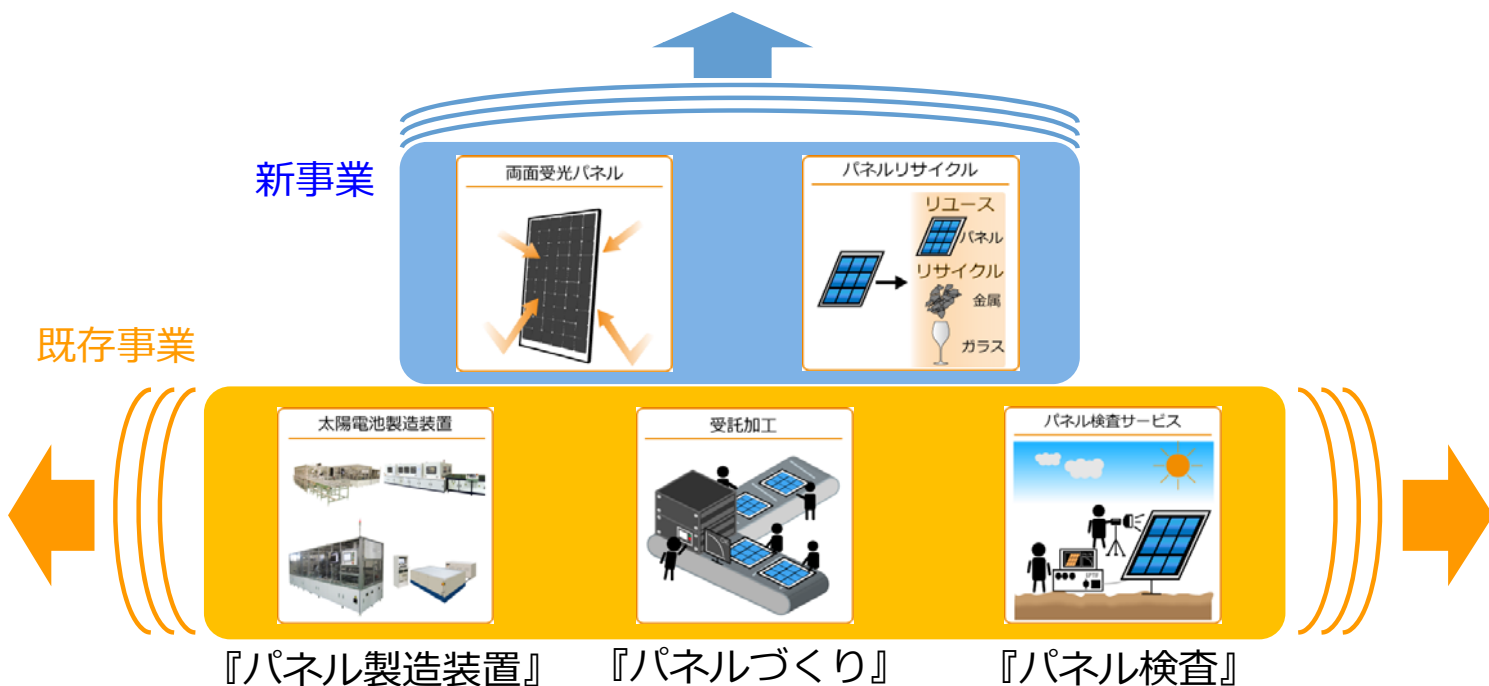 新事業
両面受光パネル
パネルリサイクル
リユース
パネル
リサイクル
金属
ガラス
既存事業
太陽電池製造装置
受託加工
パネル検査サービス
『パネル製造装置』
『パネルづくり』
『パネル検査』